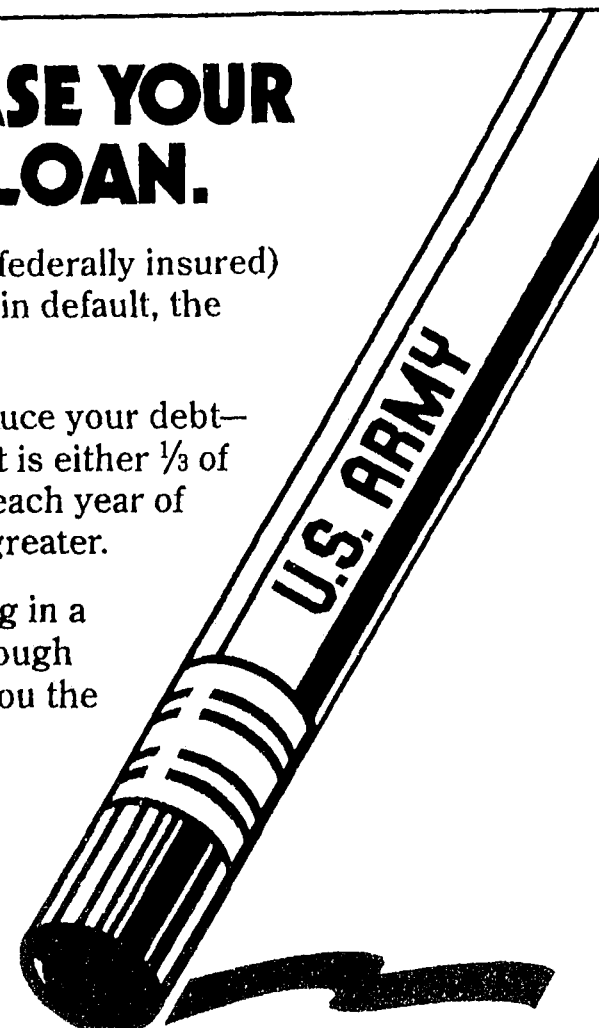 ASE YOUR
LOAN.
federally insured)
in default, the
uce your debt—
t is either ⅓ of
each year of
greater.
g in a
ough
ou the
U.S. ARMY